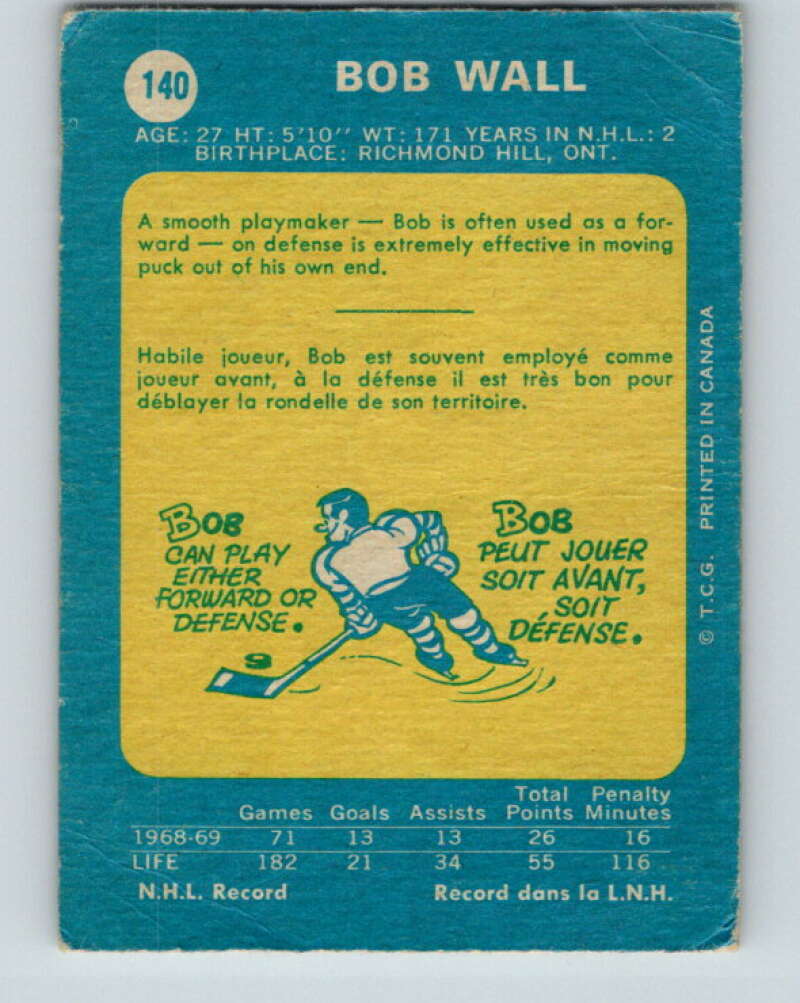 140
BOB WALL
AGE: 27 HT: 5'10'' WT: 171 YEARS IN N.H.L.: 2
BIRTHPLACE: RICHMOND HILL, ONT.
A smooth playmaker — Bob is often used as a for-
ward — on defense is extremely effective in moving
puck out of his own end.
Habile joueur, Bob est souvent employé comme
joueur avant, à la défense il est très bon pour
déblayer la rondelle de son territoire.
BOB
CAN PLAY
EITHER
FORWARD OR
DEFENSE.
BOB
PEUT JOUER
SOIT AVANT,
SOIT
DÉFENSE.
9
© T.C.G. PRINTED IN CANADA
Total Penalty
Games Goals Assists Points Minutes
1968-69 71 13 13 26 16
LIFE 182 21 34 55 116
N.H.L. Record Record dans la L.N.H.